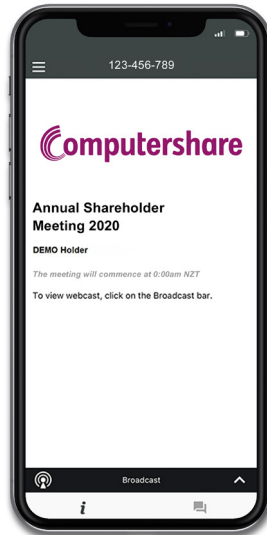 123-456-789
Computershare
Annual Shareholder
Meeting 2020
DEMO Holder
The meeting will commence at 0:00am NZT
To view webcast, click on the Broadcast bar.
Broadcast
i